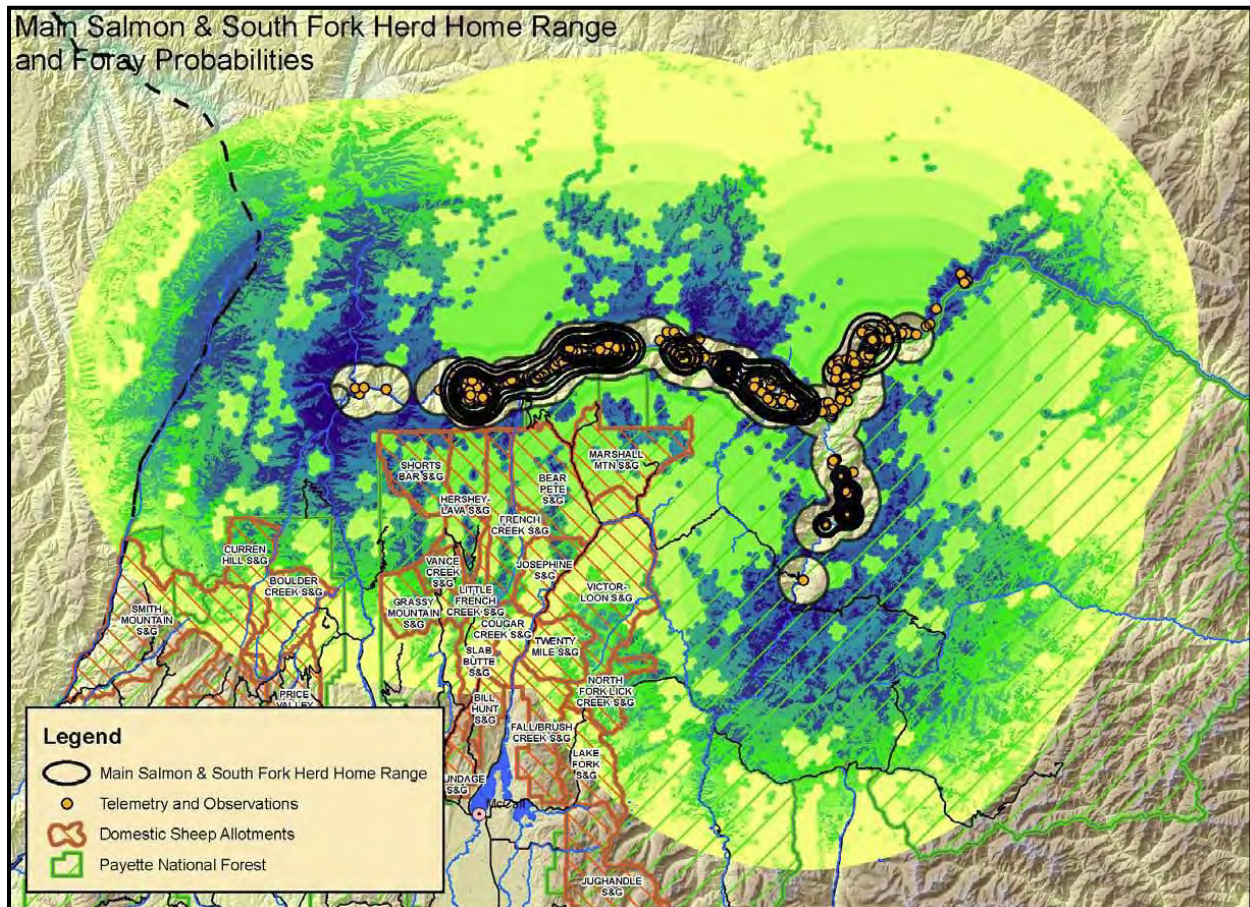 Main Salmon & South Fork Herd Home Range
and Foray Probabilities
SHORTS
BAR S&G
HERSHEY-
LAVA S&G
BEAR
PETE
S&G
MARSHALL
MTN S&G
FRENCH
CREEK S&G
CURREN
HILL S&G
BOULDER
CREEK S&G
VANCE
CREEK
S&G
JOSEPHINE
S&G
GRASSY
MOUNTAIN
S&G
LITTLE
FRENCH
CREEK S&G
VICTOR-
LOON S&G
SMITH
MOUNTAIN
S&G
COUGAR
CREEK S&G
TWENTY
MILE S&G
SLAB
BUTTE
S&G
PRICE
VALLEY
BILL
HUNT
S&G
NORTH
FORK LICK
CREEK S&G
FALL/BRUSH
CREEK S&G
LAKE
FORK
S&G
UNDAGE
S&G
McCall
JUGHANDLE
S&G
Legend
Main Salmon & South Fork Herd Home Range
Telemetry and Observations
Domestic Sheep Allotments
Payette National Forest